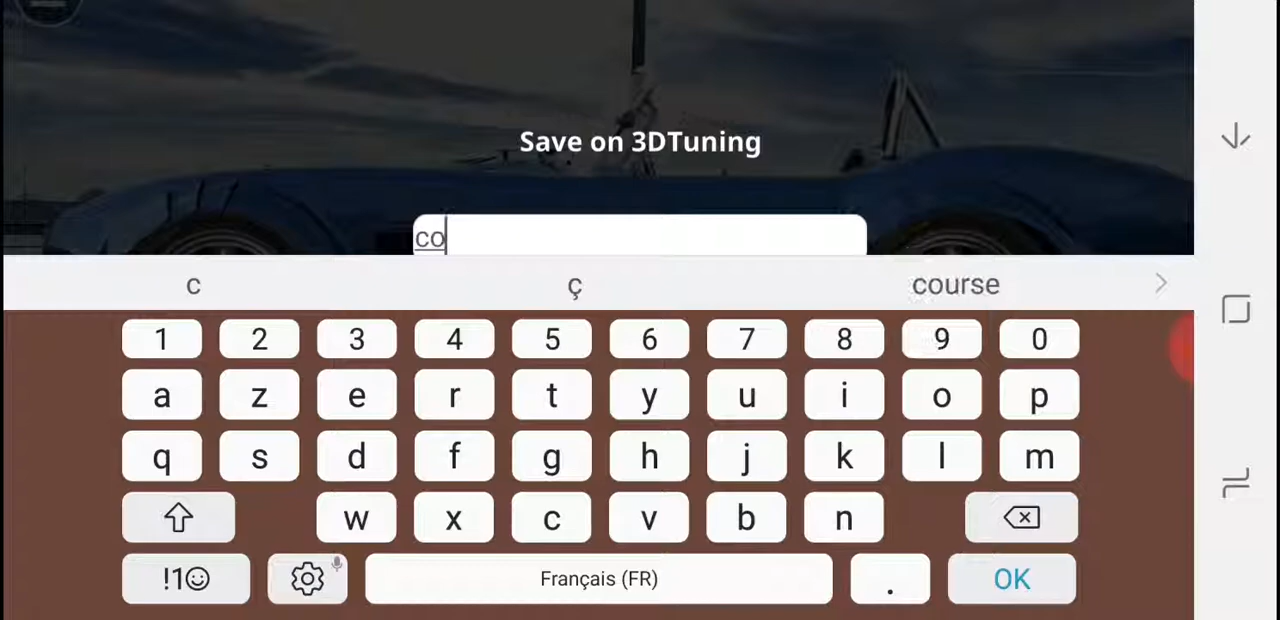 Save on 3DTuning
co
c ç course
1 2 3 4 5 6 7 8 9 0
a z e r t y u i o p
q s d f g h j k l m
w x c v b n
!1☺ Français (FR) . OK